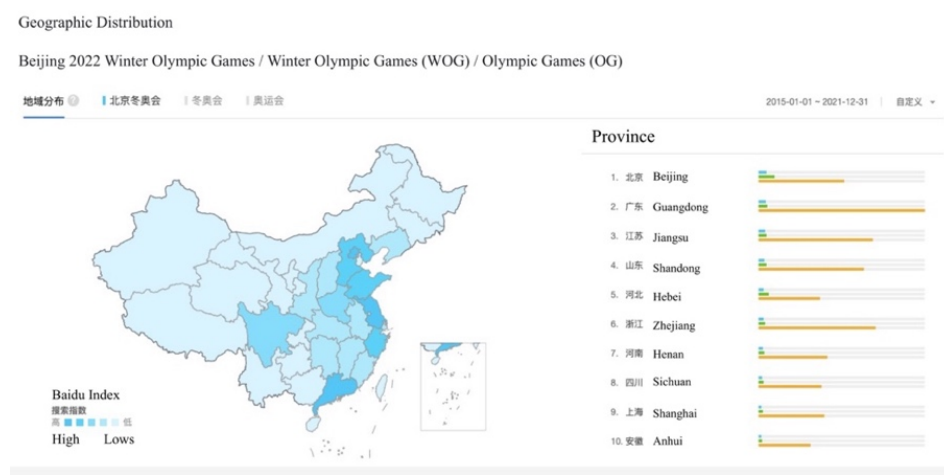 Geographic Distribution
Beijing 2022 Winter Olympic Games / Winter Olympic Games (WOG) / Olympic Games (OG)
地域分布 ? 北京冬奥会 冬奥会 奥运会 2015-01-01 ~ 2021-12-31 自定义
Province
1. 北京 Beijing
2. 广东 Guangdong
3. 江苏 Jiangsu
4. 山东 Shandong
5. 河北 Hebei
6. 浙江 Zhejiang
7. 河南 Henan
8. 四川 Sichuan
9. 上海 Shanghai
10. 安徽 Anhui
Baidu Index
搜索指数
高 低
High Lows